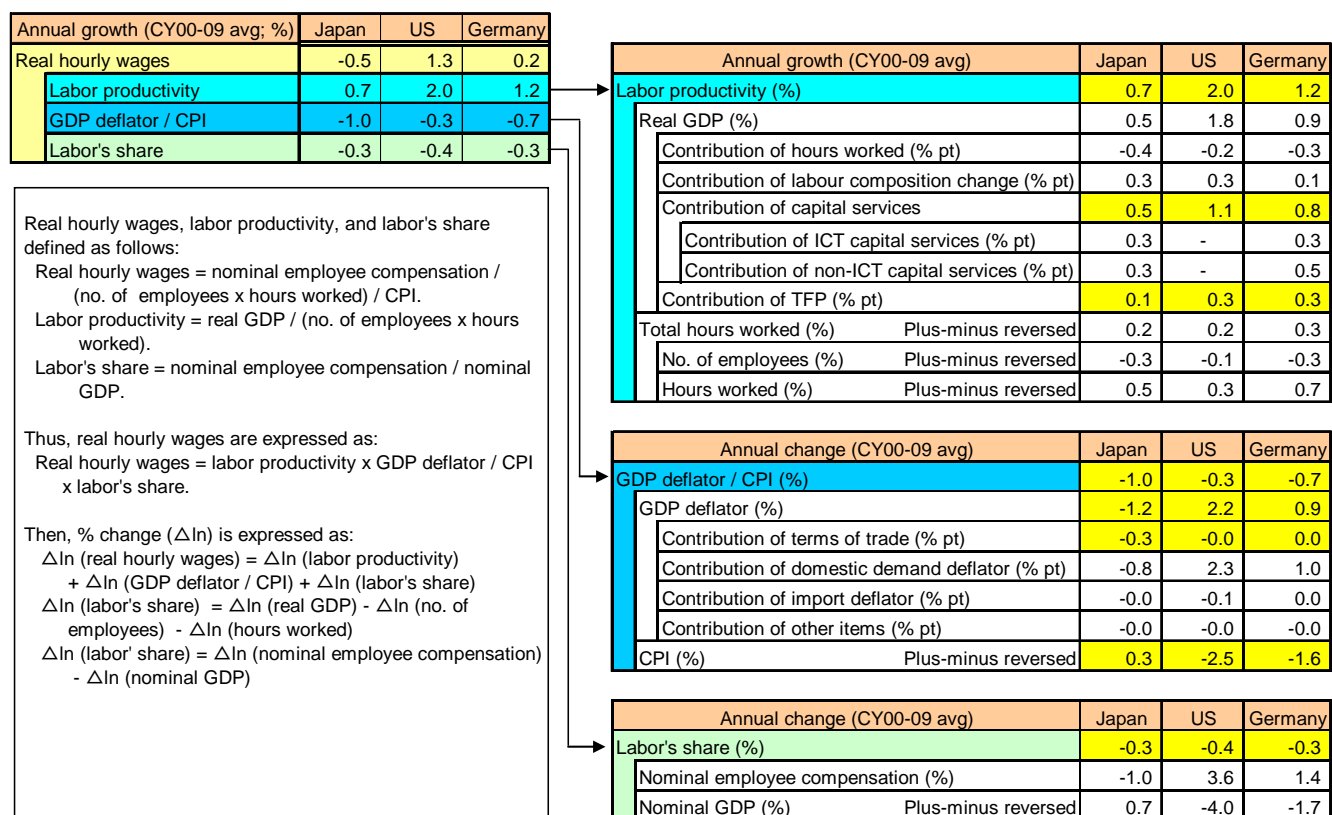 Annual growth (CY00-09 avg; %) Japan US Germany
Real hourly wages -0.5 1.3 0.2
Labor productivity 0.7 2.0 1.2
GDP deflator / CPI -1.0 -0.3 -0.7
Labor's share -0.3 -0.4 -0.3
Real hourly wages, labor productivity, and labor's share
defined as follows:
Real hourly wages = nominal employee compensation /
(no. of employees x hours worked) / CPI.
Labor productivity = real GDP / (no. of employees x hours
worked).
Labor's share = nominal employee compensation / nominal
GDP.
Thus, real hourly wages are expressed as:
Real hourly wages = labor productivity x GDP deflator / CPI
x labor's share.
Then, % change (△ln) is expressed as:
△ln (real hourly wages) = △ln (labor productivity)
+ △ln (GDP deflator / CPI) + △ln (labor's share)
△ln (labor's share) = △ln (real GDP) - △ln (no. of
employees) - △ln (hours worked)
△ln (labor' share) = △ln (nominal employee compensation)
- △ln (nominal GDP)
Annual growth (CY00-09 avg) Japan US Germany
Labor productivity (%) 0.7 2.0 1.2
Real GDP (%) 0.5 1.8 0.9
Contribution of hours worked (% pt) -0.4 -0.2 -0.3
Contribution of labour composition change (% pt) 0.3 0.3 0.1
Contribution of capital services 0.5 1.1 0.8
Contribution of ICT capital services (% pt) 0.3 - 0.3
Contribution of non-ICT capital services (% pt) 0.3 - 0.5
Contribution of TFP (% pt) 0.1 0.3 0.3
Total hours worked (%) Plus-minus reversed 0.2 0.2 0.3
No. of employees (%) Plus-minus reversed -0.3 -0.1 -0.3
Hours worked (%) Plus-minus reversed 0.5 0.3 0.7
Annual change (CY00-09 avg) Japan US Germany
GDP deflator / CPI (%) -1.0 -0.3 -0.7
GDP deflator (%) -1.2 2.2 0.9
Contribution of terms of trade (% pt) -0.3 -0.0 0.0
Contribution of domestic demand deflator (% pt) -0.8 2.3 1.0
Contribution of import deflator (% pt) -0.0 -0.1 0.0
Contribution of other items (% pt) -0.0 -0.0 -0.0
CPI (%) Plus-minus reversed 0.3 -2.5 -1.6
Annual change (CY00-09 avg) Japan US Germany
Labor's share (%) -0.3 -0.4 -0.3
Nominal employee compensation (%) -1.0 3.6 1.4
Nominal GDP (%) Plus-minus reversed 0.7 -4.0 -1.7